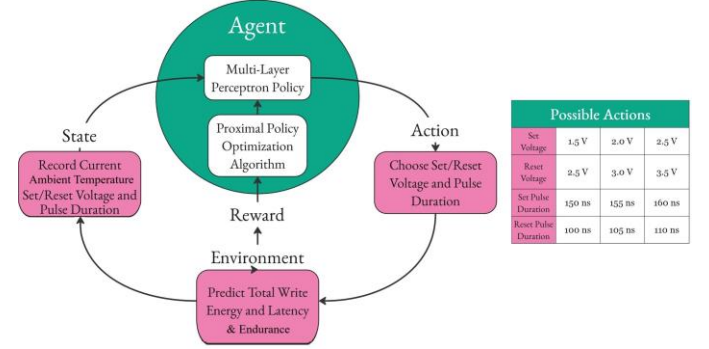 Agent
Multi-Layer
Perceptron Policy
Proximal Policy
Optimization
Algorithm
State
Record Current
Ambient Temperature
Set/Reset Voltage and
Pulse Duration
Action
Choose Set/Reset
Voltage and Pulse
Duration
Reward
Environment
Predict Total Write
Energy and Latency
& Endurance
Possible Actions
Set
Voltage
1.5 V 2.0 V 2.5 V
Reset
Voltage
2.5 V 3.0 V 3.5 V
Set Pulse
Duration
150 ns 155 ns 160 ns
Reset Pulse
Duration
100 ns 105 ns 110 ns